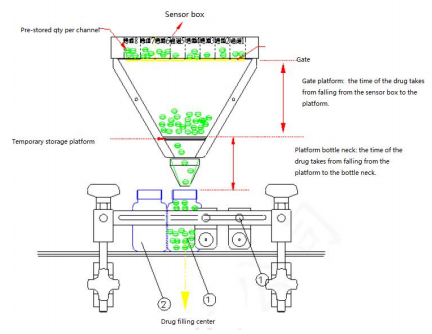 Sensor box
Pre-stored qty per channel
Gate
Gate platform: the time of the drug takes
from falling from the sensor box to the
platform.
Temporary storage platform
Platform bottle neck: the time of the
drug takes from falling from the
platform to the bottle neck.
1
2
1
Drug filling center